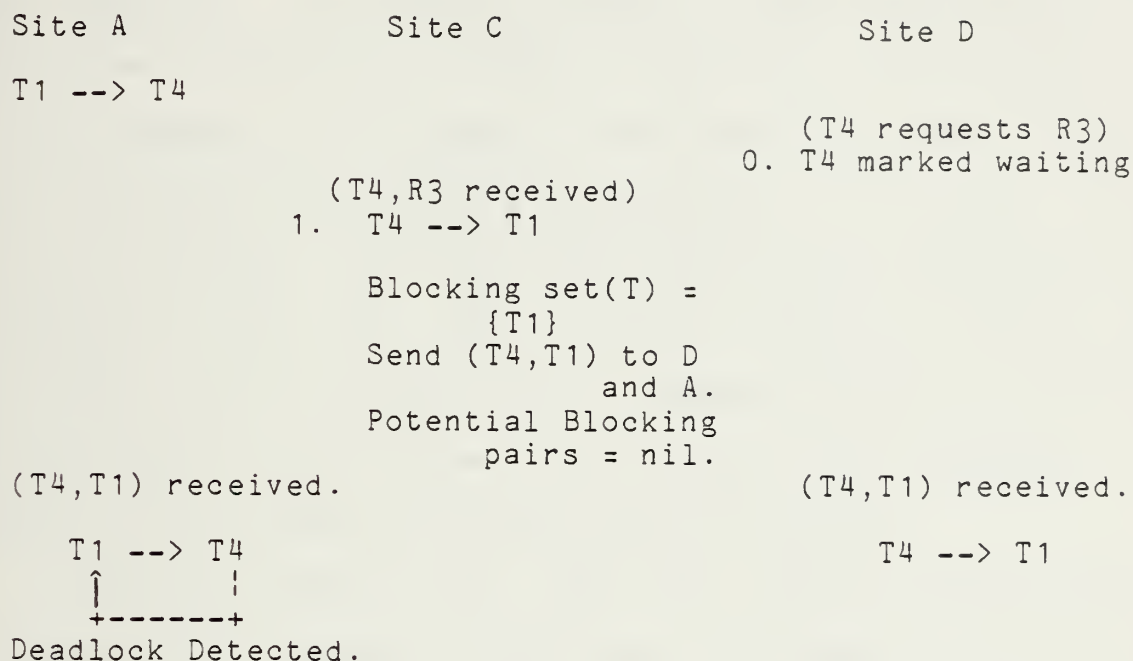 Site A Site C Site D
T1 --> T4
(T4 requests R3)
0. T4 marked waiting
(T4,R3 received)
1. T4 --> T1
Blocking set(T) =
{T1}
Send (T4,T1) to D
and A.
Potential Blocking
pairs = nil.
(T4,T1) received. (T4,T1) received.
T1 --> T4 T4 --> T1
Deadlock Detected.